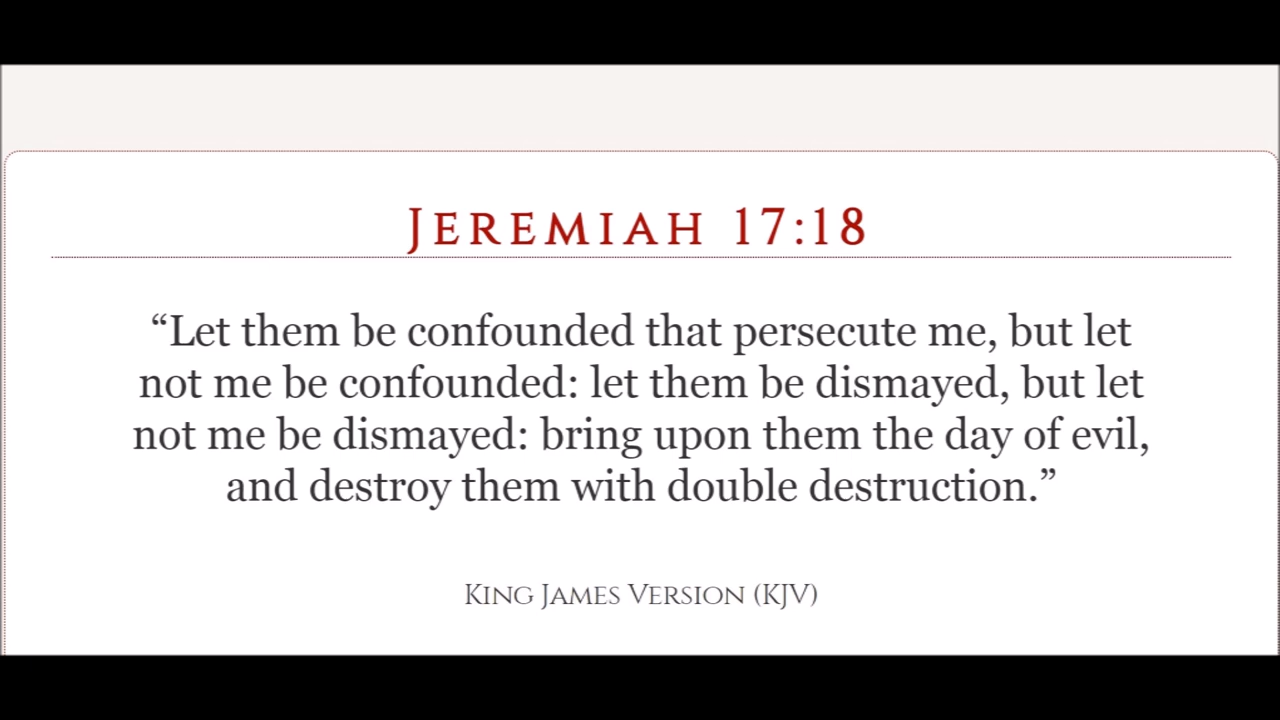 Jeremiah 17:18
“Let them be confounded that persecute me, but let
not me be confounded: let them be dismayed, but let
not me be dismayed: bring upon them the day of evil,
and destroy them with double destruction.”
King James Version (KJV)